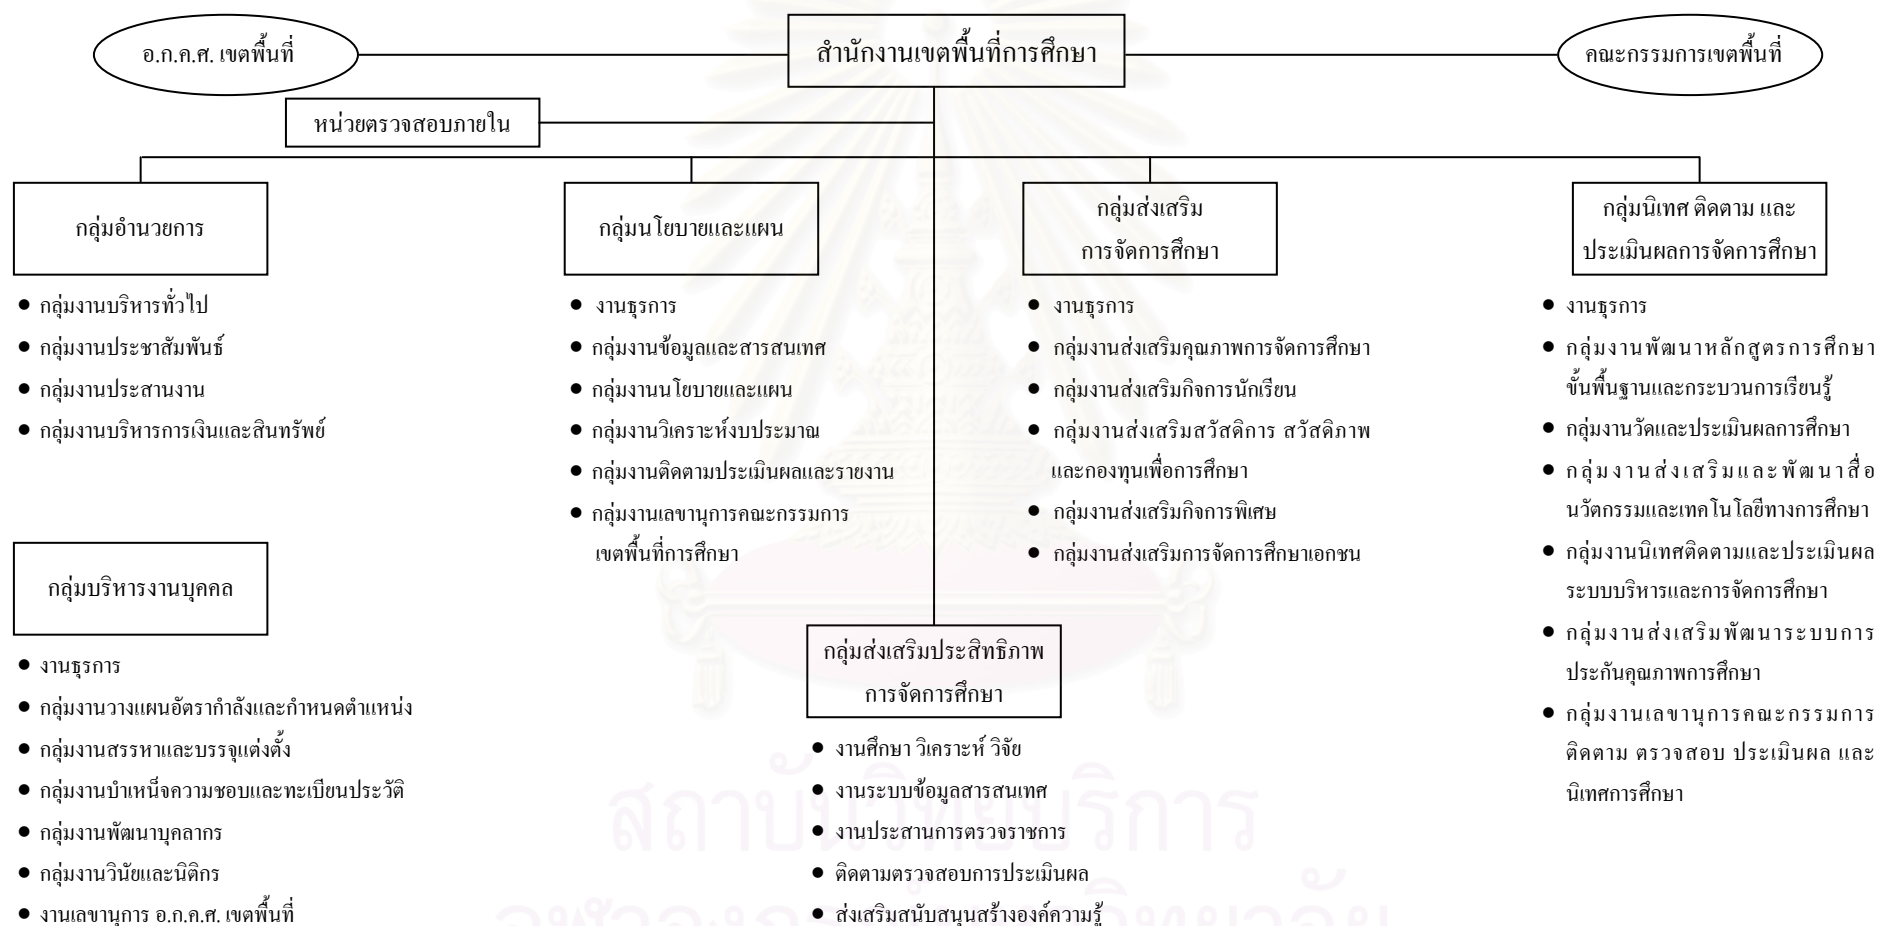 อ.ก.ค.ศ. เขตพื้นที่
สำนักงานเขตพื้นที่การศึกษา
คณะกรรมการเขตพื้นที่
หน่วยตรวจสอบภายใน
กลุ่มอำนวยการ
● กลุ่มงานบริหารทั่วไป
● กลุ่มงานประชาสัมพันธ์
● กลุ่มงานประสานงาน
● กลุ่มงานบริหารการเงินและสินทรัพย์
กลุ่มนโยบายและแผน
● งานธุรการ
● กลุ่มงานข้อมูลและสารสนเทศ
● กลุ่มงานนโยบายและแผน
● กลุ่มงานวิเคราะห์งบประมาณ
● กลุ่มงานติดตามประเมินผลและรายงาน
● กลุ่มงานเลขานุการคณะกรรมการ
เขตพื้นที่การศึกษา
กลุ่มส่งเสริม
การจัดการศึกษา
● งานธุรการ
● กลุ่มงานส่งเสริมคุณภาพการจัดการศึกษา
● กลุ่มงานส่งเสริมกิจการนักเรียน
● กลุ่มงานส่งเสริมสวัสดิการ สวัสดิภาพ
และกองทุนเพื่อการศึกษา
● กลุ่มงานส่งเสริมกิจการพิเศษ
● กลุ่มงานส่งเสริมการจัดการศึกษาเอกชน
กลุ่มนิเทศ ติดตาม และ
ประเมินผลการจัดการศึกษา
● งานธุรการ
● กลุ่มงานพัฒนาหลักสูตรการศึกษา
ขั้นพื้นฐานและกระบวนการเรียนรู้
● กลุ่มงานวัดและประเมินผลการศึกษา
● กลุ่มงานส่งเสริมและพัฒนาสื่อ
นวัตกรรมและเทคโนโลยีทางการศึกษา
● กลุ่มงานนิเทศติดตามและประเมินผล
ระบบบริหารและการจัดการศึกษา
● กลุ่มงานส่งเสริมพัฒนาระบบการ
ประกันคุณภาพการศึกษา
● กลุ่มงานเลขานุการคณะกรรมการ
ติดตาม ตรวจสอบ ประเมินผล และ
นิเทศการศึกษา
กลุ่มบริหารงานบุคคล
● งานธุรการ
● กลุ่มงานวางแผนอัตรากำลังและกำหนดตำแหน่ง
● กลุ่มงานสรรหาและบรรจุแต่งตั้ง
● กลุ่มงานบำเหน็จความชอบและทะเบียนประวัติ
● กลุ่มงานพัฒนาบุคลากร
● กลุ่มงานวินัยและนิติกร
● งานเลขานุการ อ.ก.ค.ศ. เขตพื้นที่
กลุ่มส่งเสริมประสิทธิภาพ
การจัดการศึกษา
● งานศึกษา วิเคราะห์ วิจัย
● งานระบบข้อมูลสารสนเทศ
● งานประสานการตรวจราชการ
● ติดตามตรวจสอบการประเมินผล
● ส่งเสริมสนับสนุนสร้างองค์ความรู้
สถาบันวิทยบริการ
จุฬาลงกรณ์มหาวิทยาลัย